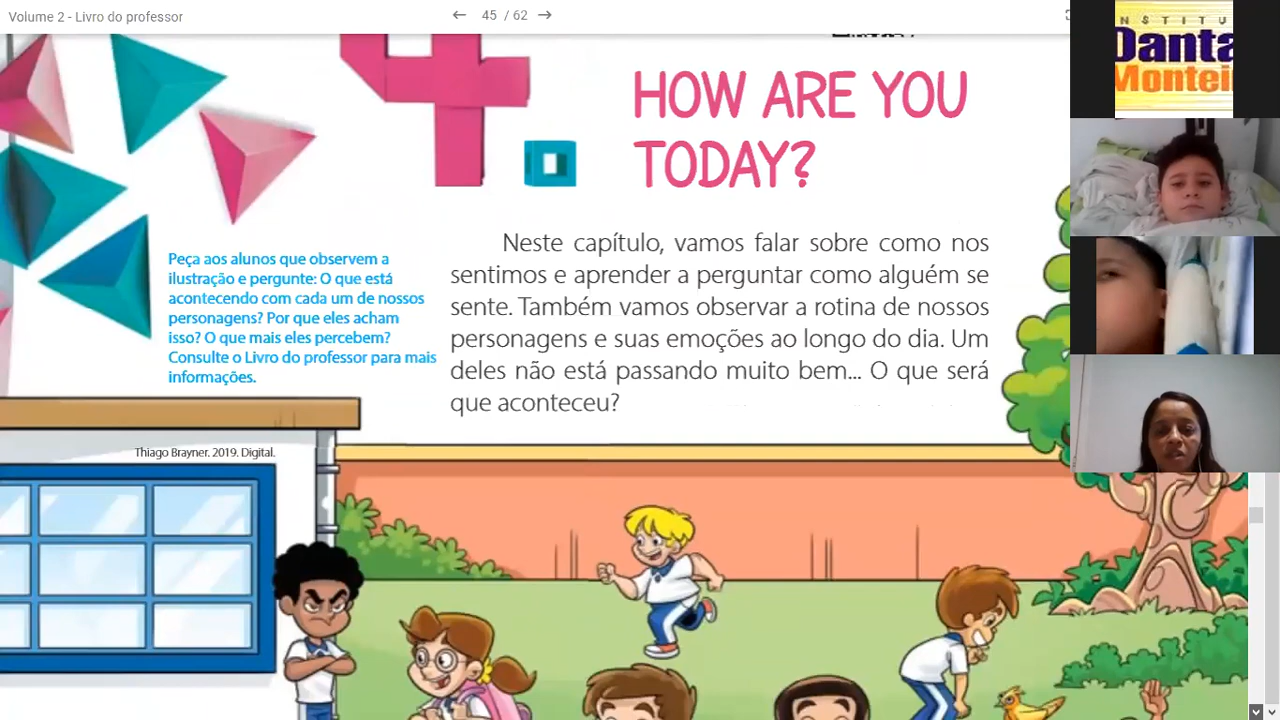 Volume 2 - Livro do professor
45 / 62
4.
HOW ARE YOU
TODAY?
Neste capítulo, vamos falar sobre como nos
sentimos e aprender a perguntar como alguém se
sente. Também vamos observar a rotina de nossos
personagens e suas emoções ao longo do dia. Um
deles não está passando muito bem... O que será
que aconteceu?
Peça aos alunos que observem a
ilustração e pergunte: O que está
acontecendo com cada um de nossos
personagens? Por que eles acham
isso? O que mais eles percebem?
Consulte o Livro do professor para mais
informações.
Thiago Brayner. 2019. Digital.
NSTITU
Danta
Montei